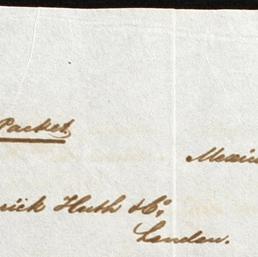 Packet
Mexic
rick Huth & Co,
London.